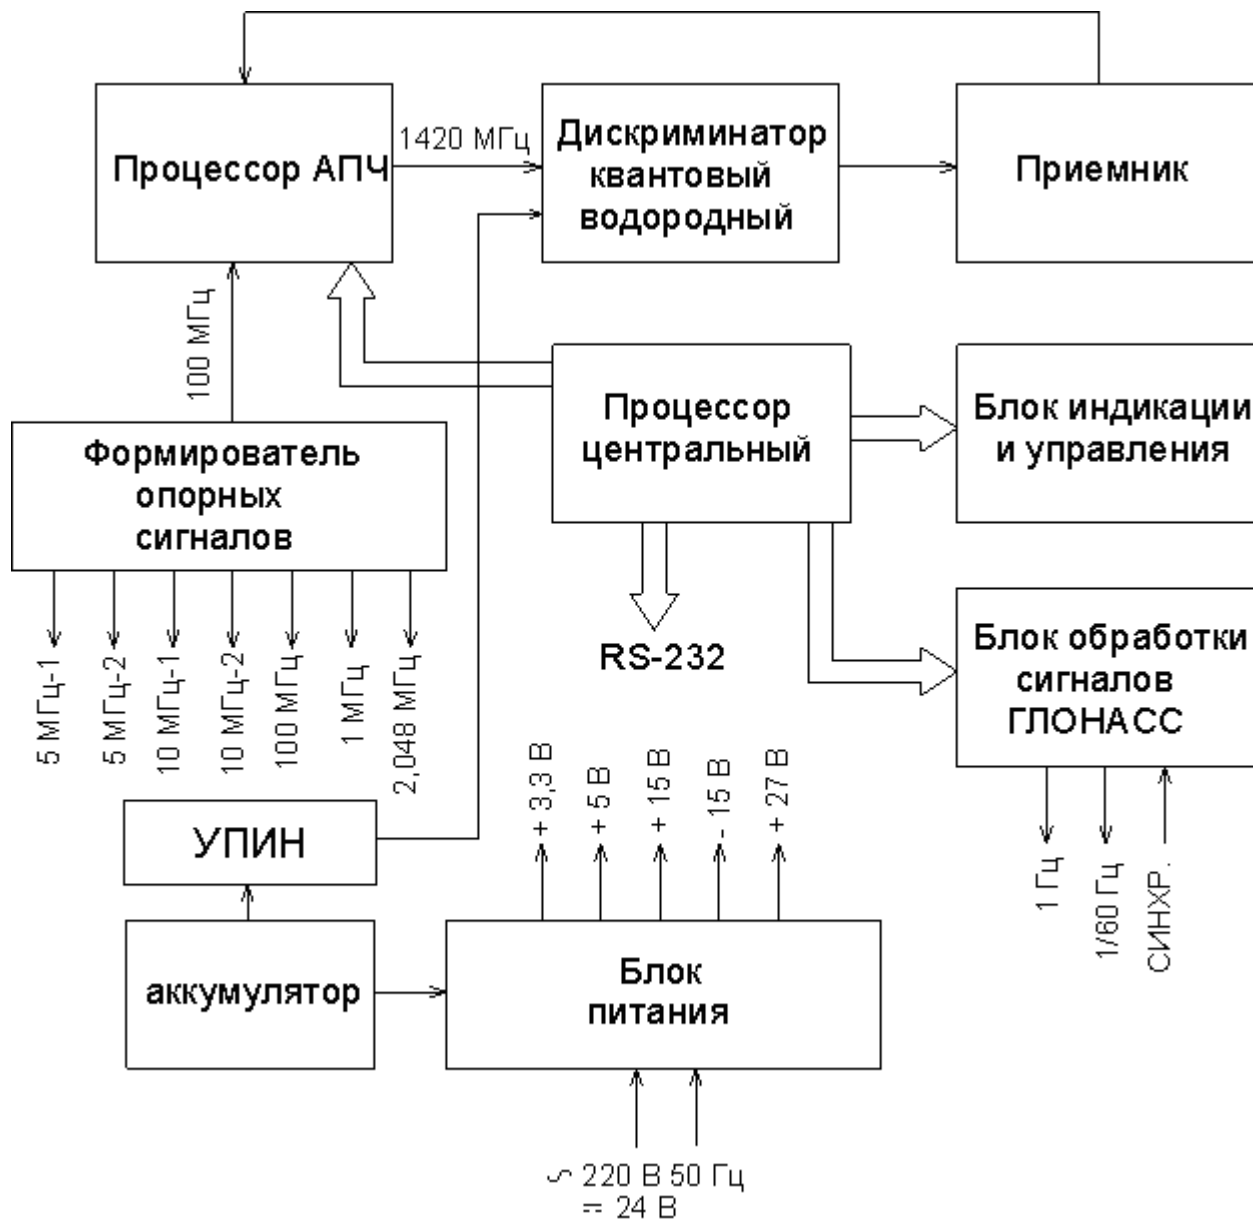 Процессор АПЧ
1420 МГц
Дискриминатор
квантовый
водородный
Приемник
100 МГц
Процессор
центральный
Блок индикации
и управления
Формирователь
опорных
сигналов
RS-232
Блок обработки
сигналов
ГЛОНАСС
5 МГц-1
5 МГц-2
10 МГц-1
10 МГц-2
100 МГц
1 МГц
2,048 МГц
+ 3,3 В
+ 5 В
+ 15 В
- 15 В
+ 27 В
1 Гц
1/60 Гц
СИНХР.
УПИН
аккумулятор
Блок
питания
∽ 220 В 50 Гц
= 24 В